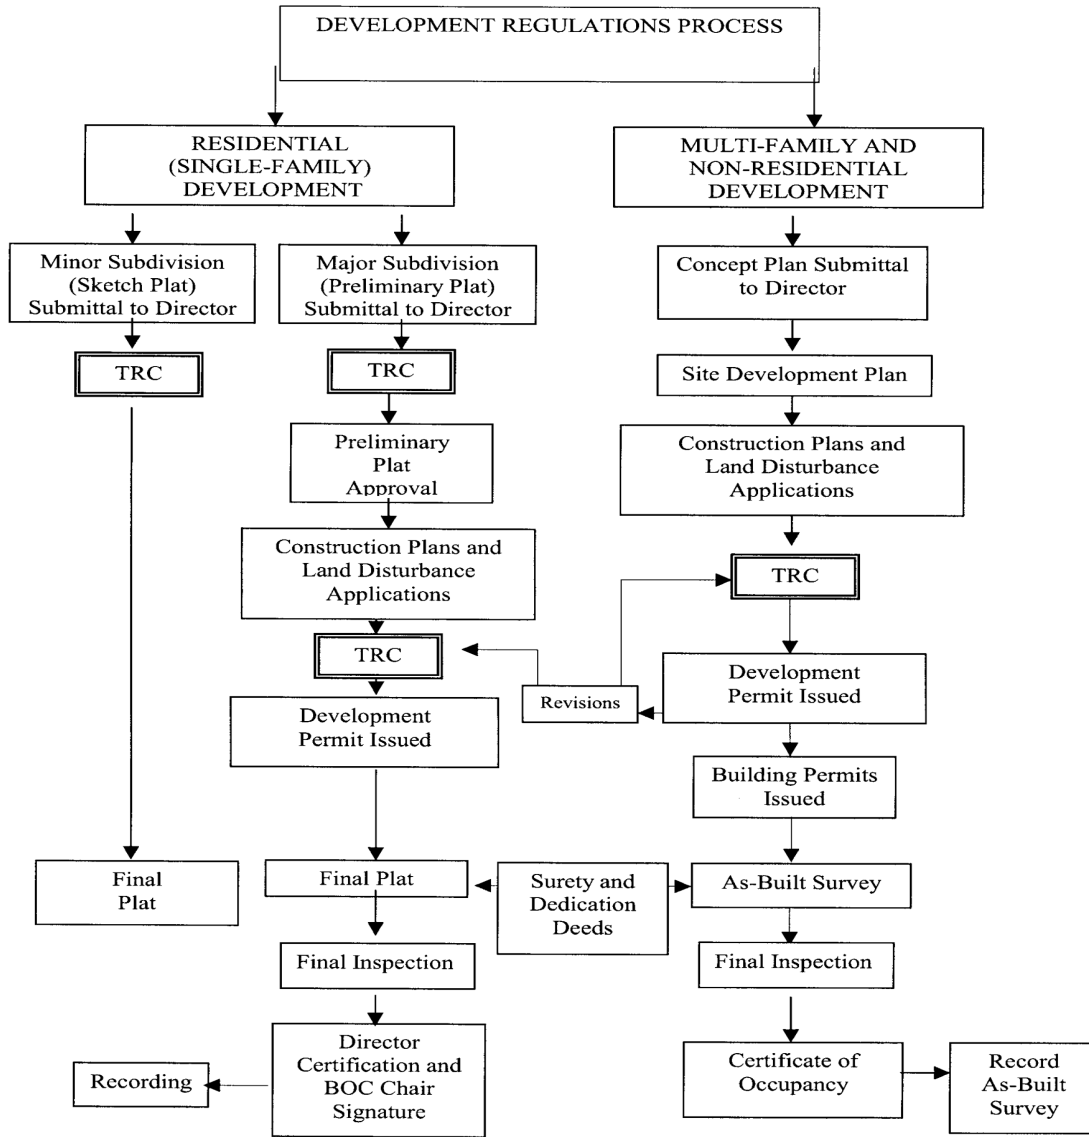 DEVELOPMENT REGULATIONS PROCESS
RESIDENTIAL
(SINGLE-FAMILY)
DEVELOPMENT
MULTI-FAMILY AND
NON-RESIDENTIAL
DEVELOPMENT
Minor Subdivision
(Sketch Plat)
Submittal to Director
Major Subdivision
(Preliminary Plat)
Submittal to Director
Concept Plan Submittal
to Director
TRC
TRC
Site Development Plan
Preliminary
Plat
Approval
Construction Plans and
Land Disturbance
Applications
Construction Plans and
Land Disturbance
Applications
TRC
TRC
Revisions
Development
Permit Issued
Development
Permit Issued
Building Permits
Issued
Final
Plat
Final Plat
Surety and
Dedication
Deeds
As-Built Survey
Final Inspection
Final Inspection
Recording
Director
Certification and
BOC Chair
Signature
Certificate of
Occupancy
Record
As-Built
Survey